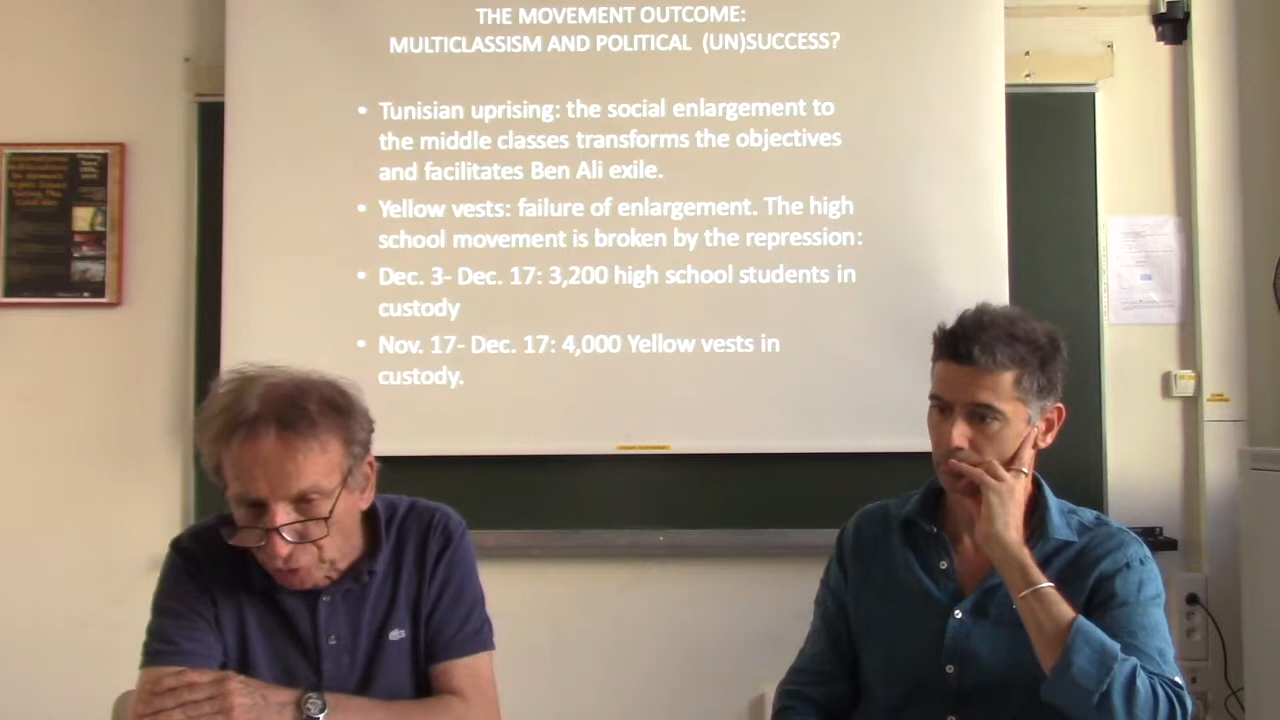 THE MOVEMENT OUTCOME:
MULTICLASSISM AND POLITICAL (UN)SUCCESS?
• Tunisian uprising: the social enlargement to
the middle classes transforms the objectives
and facilitates Ben Ali exile.
• Yellow vests: failure of enlargement. The high
school movement is broken by the repression:
• Dec. 3- Dec. 17: 3,200 high school students in
custody
• Nov. 17- Dec. 17: 4,000 Yellow vests in
custody.